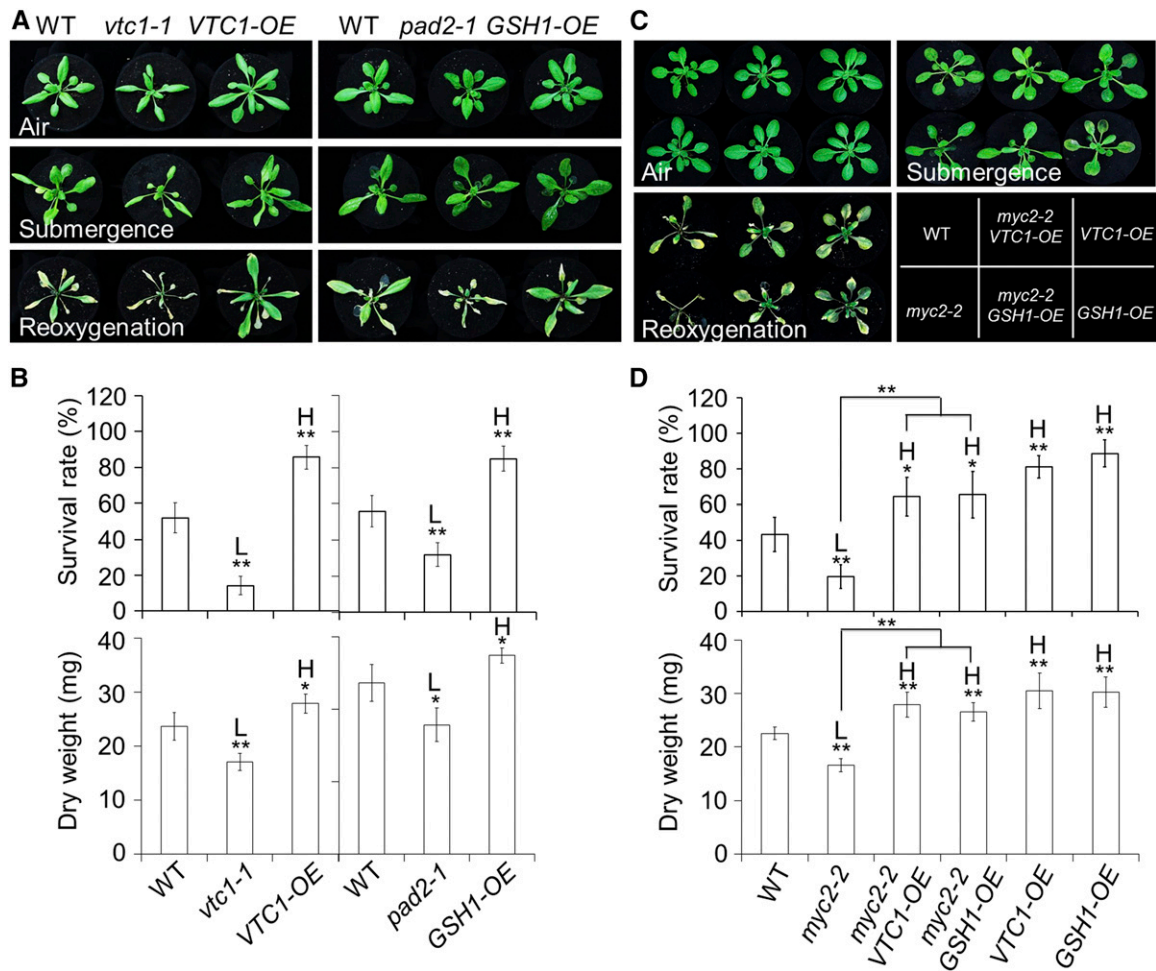 A
WT vtc1-1 VTC1-OE
WT pad2-1 GSH1-OE
Air
Submergence
Reoxygenation
B
Survival rate (%)
120
100
80
60
40
20
0
L
**
H
**
L
**
H
**
Dry weight (mg)
40
30
20
10
0
L
**
H
*
L
*
H
*
WT
vtc1-1
VTC1-OE
WT
pad2-1
GSH1-OE
C
Air
Submergence
Reoxygenation
WT
myc2-2
VTC1-OE
VTC1-OE
myc2-2
myc2-2
GSH1-OE
GSH1-OE
D
Survival rate (%)
120
100
80
60
40
20
0
**
L
**
H
*
H
*
H
**
H
**
Dry weight (mg)
40
30
20
10
0
**
L
**
H
**
H
**
H
**
H
**
WT
myc2-2
myc2-2
VTC1-OE
myc2-2
GSH1-OE
VTC1-OE
GSH1-OE